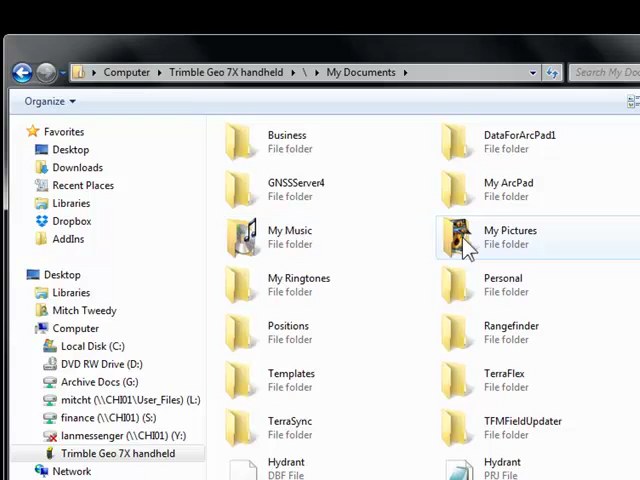 Computer ▸ Trimble Geo 7X handheld ▸ \ ▸ My Documents ▸
Search My Doc
Organize
Favorites
Desktop
Downloads
Recent Places
Libraries
Dropbox
AddIns
Desktop
Libraries
Mitch Tweedy
Computer
Local Disk (C:)
DVD RW Drive (D:)
Archive Docs (G:)
mitcht (\\CHI01\User_Files) (L:)
finance (\\CHI01) (S:)
lanmessenger (\\CHI01) (Y:)
Trimble Geo 7X handheld
Network
Business
File folder
DataForArcPad1
File folder
GNSSServer4
File folder
My ArcPad
File folder
My Music
File folder
My Pictures
File folder
My Ringtones
File folder
Personal
File folder
Positions
File folder
Rangefinder
File folder
Templates
File folder
TerraFlex
File folder
TerraSync
File folder
TFMFieldUpdater
File folder
Hydrant
DBF File
Hydrant
PRJ File